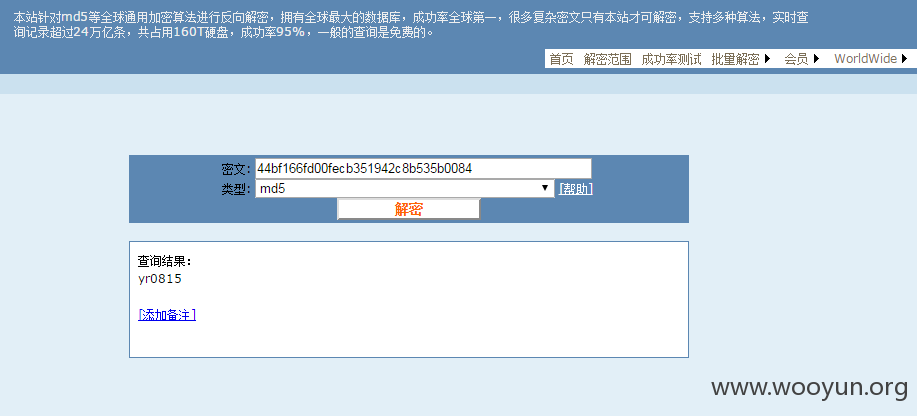 本站针对md5等全球通用加密算法进行反向解密，拥有全球最大的数据库，成功率全球第一，很多复杂密文只有本站才可解密，支持多种算法，实时查
询记录超过24万亿条，共占用160T硬盘，成功率95%，一般的查询是免费的。
首页 解密范围 成功率测试 批量解密 会员 WorldWide
密文: 44bf166fd00fecb351942c8b535b0084
类型: md5 [帮助]
解密
查询结果:
yr0815
[添加备注]
www.wooyun.org